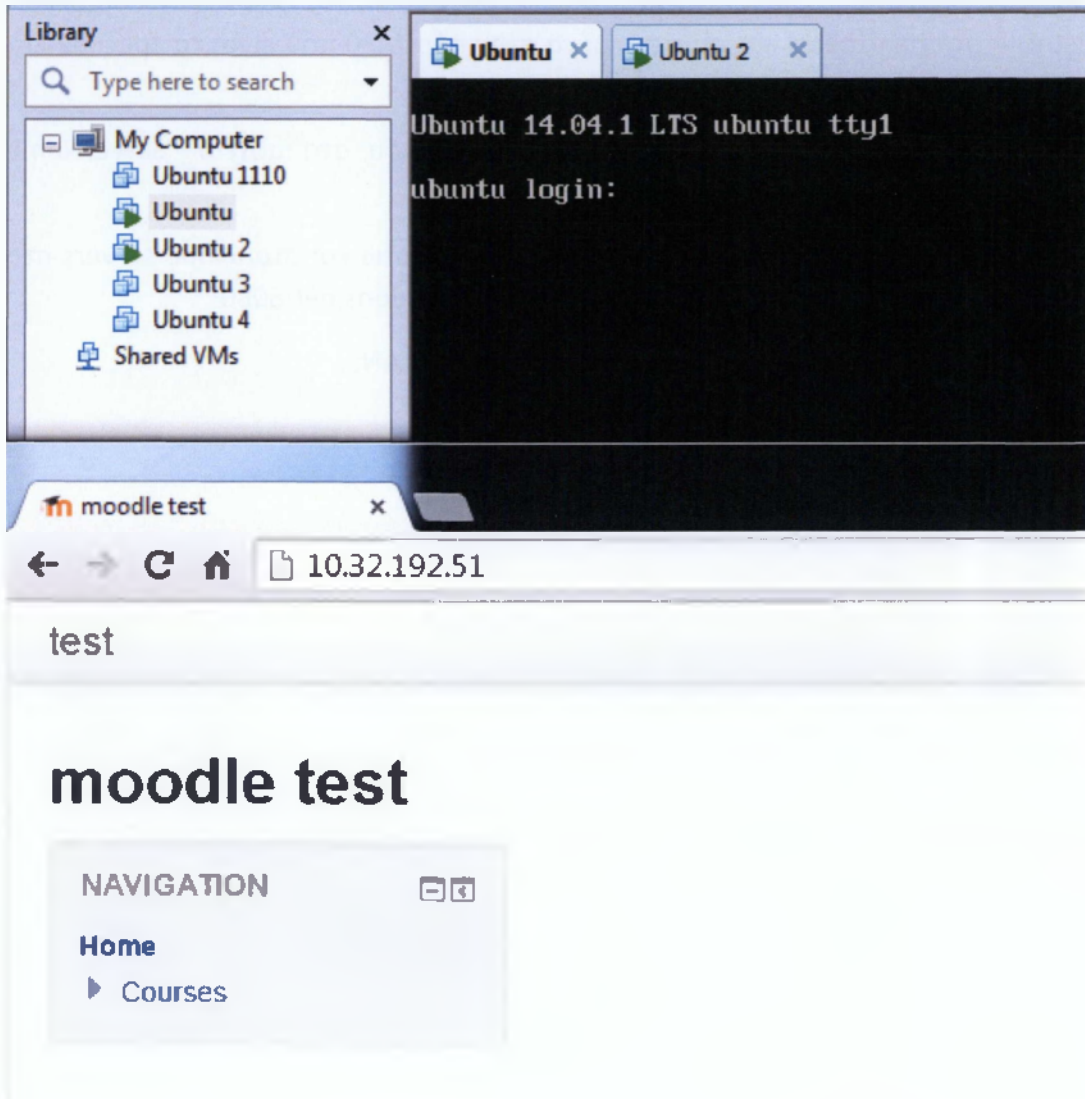 Library
Type here to search
My Computer
Ubuntu 1110
Ubuntu
Ubuntu 2
Ubuntu 3
Ubuntu 4
Shared VMs
Ubuntu
Ubuntu 2
Ubuntu 14.04.1 LTS ubuntu tty1
ubuntu login:
moodle test
10.32.192.51
test
moodle test
NAVIGATION
Home
Courses